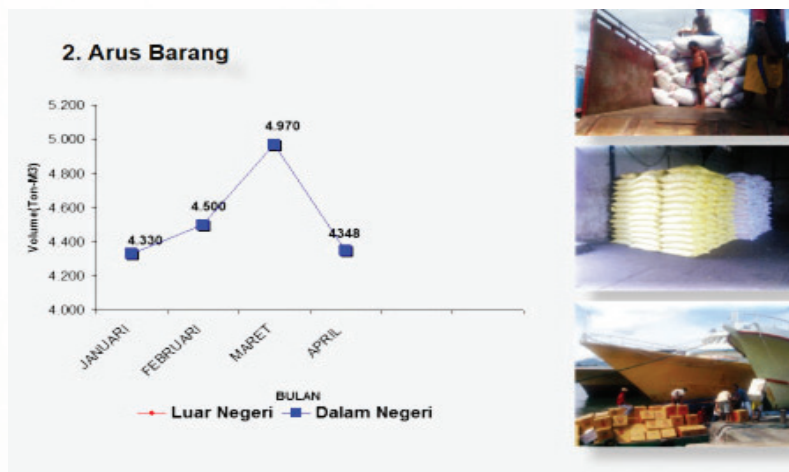 2. Arus Barang
5.200
5.000
4.800
4.600
4.400
4.200
4.000
Volume(Ton-M3)
4.330
4.500
4.970
4348
JANUARI
FEBRUARI
MARET
APRIL
BULAN
Luar Negeri
Dalam Negeri